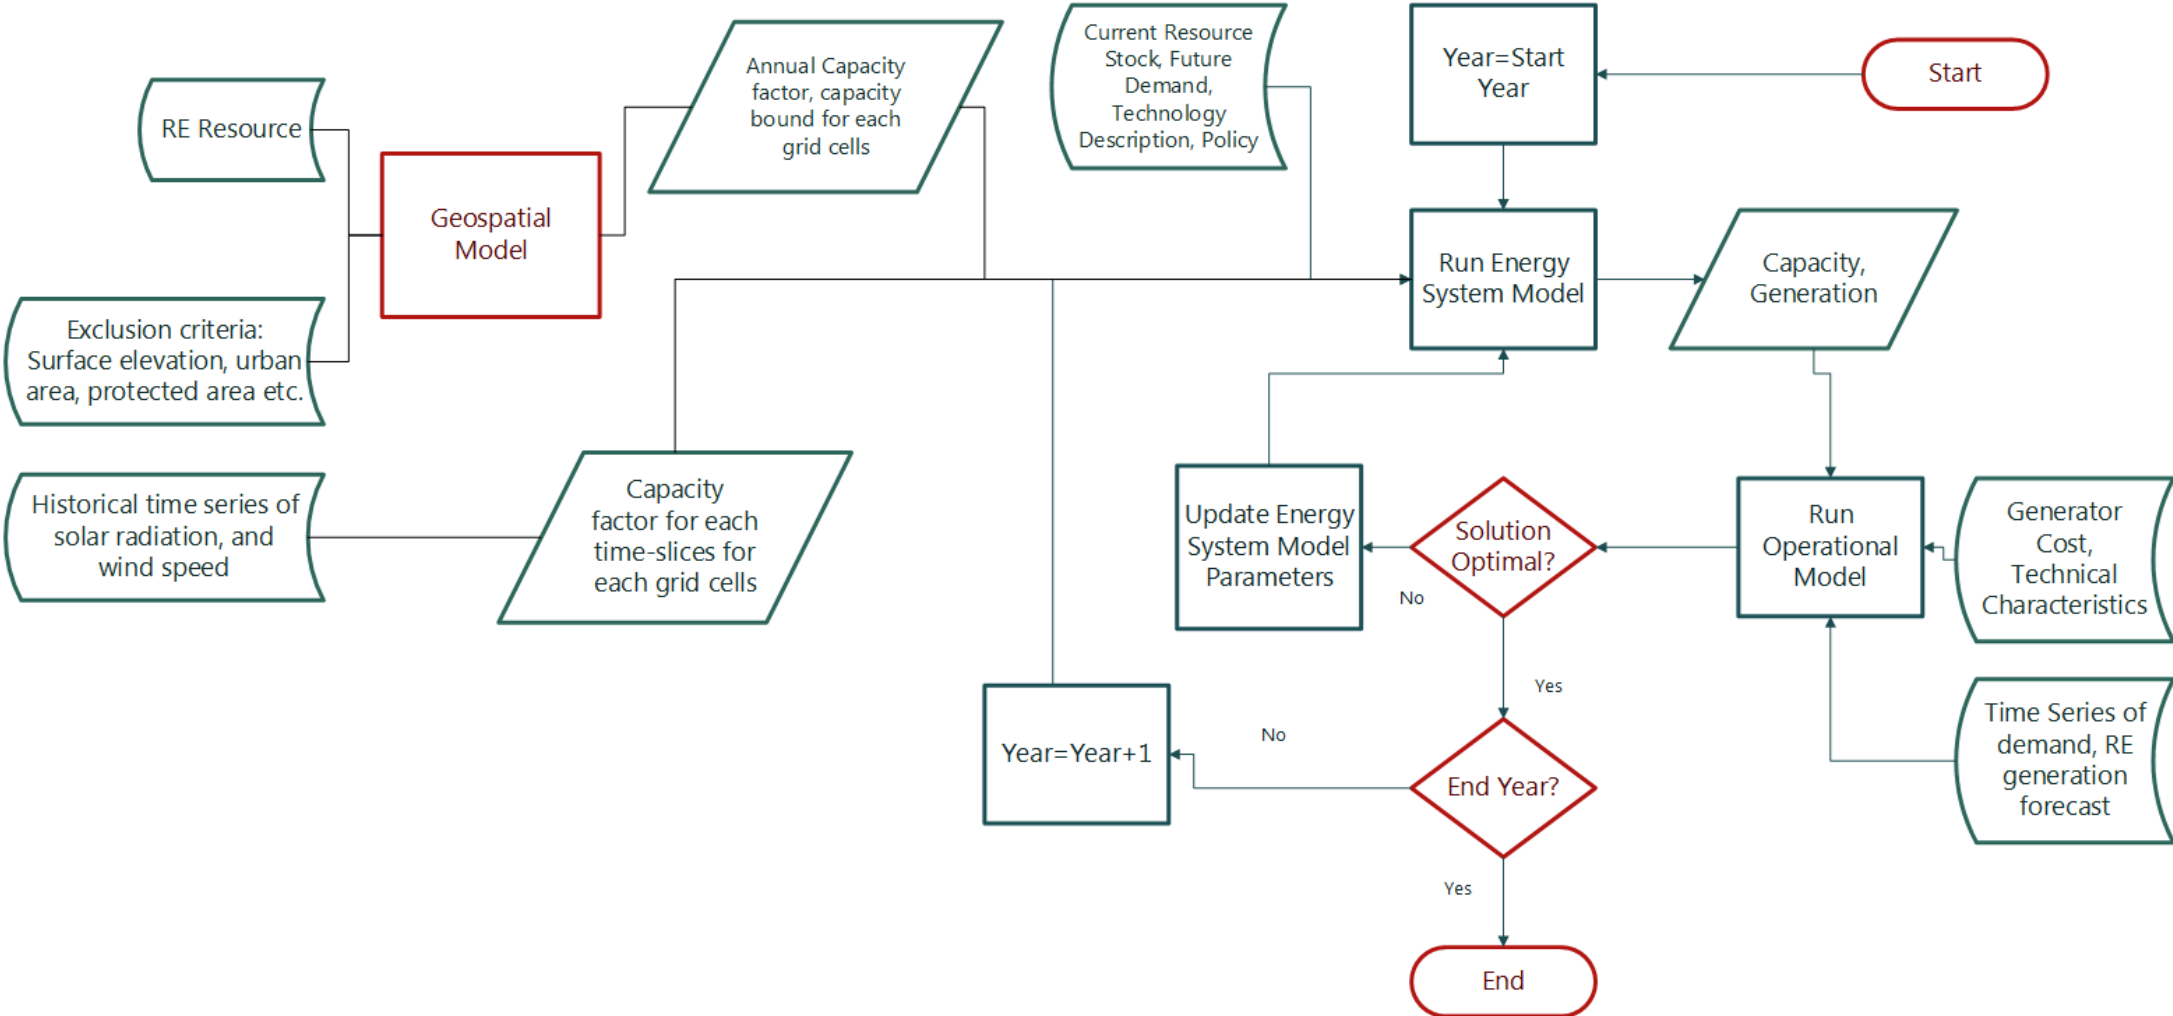 RE Resource
Geospatial
Model
Exclusion criteria:
Surface elevation, urban
area, protected area etc.
Historical time series of
solar radiation, and
wind speed
Annual Capacity
factor, capacity
bound for each
grid cells
Capacity
factor for each
time-slices for
each grid cells
Current Resource
Stock, Future
Demand,
Technology
Description, Policy
Year=Start
Year
Start
Run Energy
System Model
Capacity,
Generation
Update Energy
System Model
Parameters
No
Solution
Optimal?
Yes
Run
Operational
Model
Generator
Cost,
Technical
Characteristics
Time Series of
demand, RE
generation
forecast
Year=Year+1
No
End Year?
Yes
End